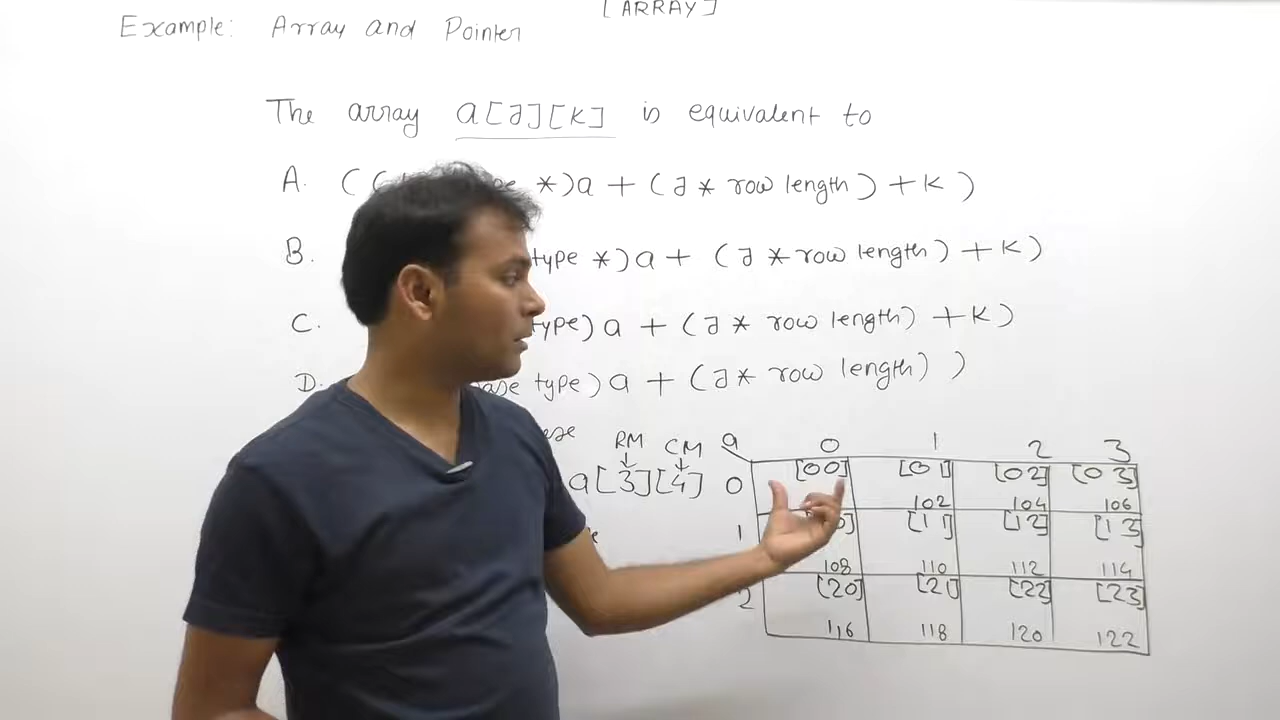 [ARRAY]
Example: Array and Pointer
The array a[J][K] is equivalent to
A. ( *)a + (J * row length) + K )
B. type *)a + (J * row length) + K)
C. type) a + (J * row length) + K)
D. base type) a + (J * row length) )
RM CM a 0 1 2 3
a[3][4] 0 [00] [01] [02] [03]
102 104 106
1 [11] [12] [13]
108 110 112 114
2 [20] [21] [22] [23]
116 118 120 122